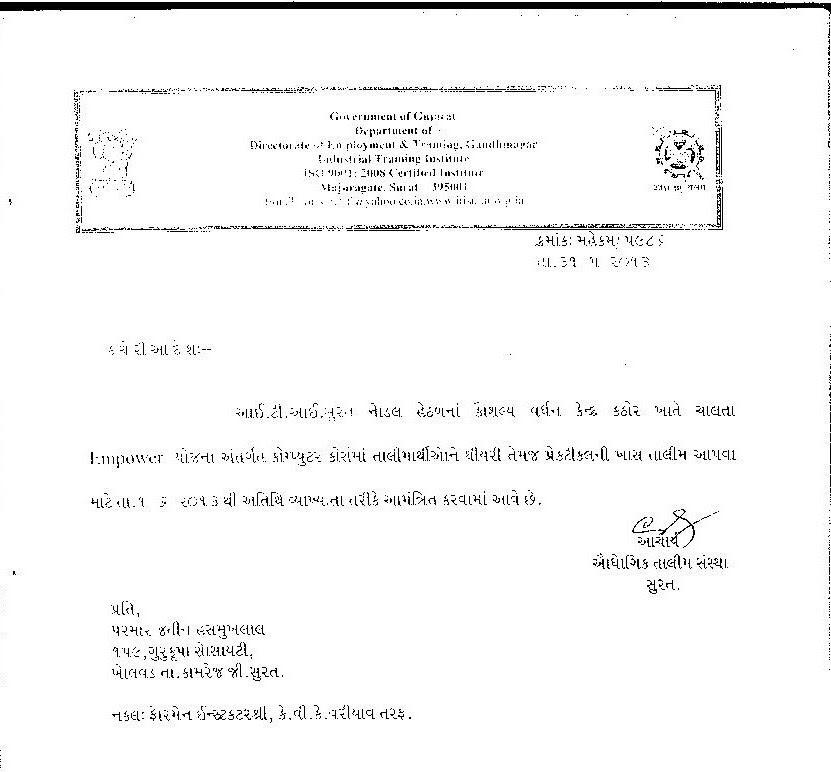 Government of Gujarat
Department of
Directorate of Employment & Training, Gandhinagar
Industrial Training Institute
ISO 9001: 2008 Certified Institute
Majuragate, Surat 395001
ક્રમાંક: મહેકમ/ ૫૯૮૬
તા.૩૧ ૫ ૨૦૧૩
કચેરીઆદેશ:--
આઈ.ટી.આઈ.સુરત નોડલ હેઠળનાં કૌશલ્ય વર્ધન કેન્દ્ર કઠોર ખાતે ચાલતા
Empower યોજના અંતર્ગત કોમ્પ્યુટર કોર્સમાં તાલીમાર્થીઓને થીયરી તેમજ પ્રેકટીકલની ખાસ તાલીમ આપવા
માટે તા.૧ ૬ ૨૦૧૩ થી અતિથિ વ્યાખ્યાતા તરીકે આમંત્રિત કરવામાં આવે છે.
આચાર્ય
ઔધોગિક તાલીમ સંસ્થા
સુરત.
પ્રતિ,
પરમાર જતીન હસમુખલાલ
૧૫૯,ગુરુકૃપા સોસાયટી,
ખોલવડ તા.કામરેજ જી.સુરત.
નકલ: ફોરમેન ઈન્સ્ટ્રકટરશ્રી, કે.વી.કે.વરીયાવ તરફ.